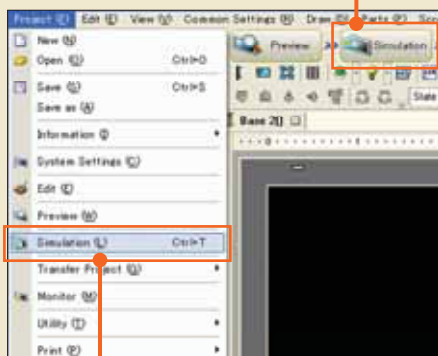 Project (F) Edit (E) View (V) Common Settings (R) Draw (D) Parts (P)
New (N)
Open (O) Ctrl+O
Save (S) Ctrl+S
Save as (A)
Information (I)
System Settings (C)
Edit (E)
Preview (W)
Simulation (L) Ctrl+T
Transfer Project (G)
Monitor (M)
Utility (T)
Print (P)
Preview >> Simulation
State
Base 2()